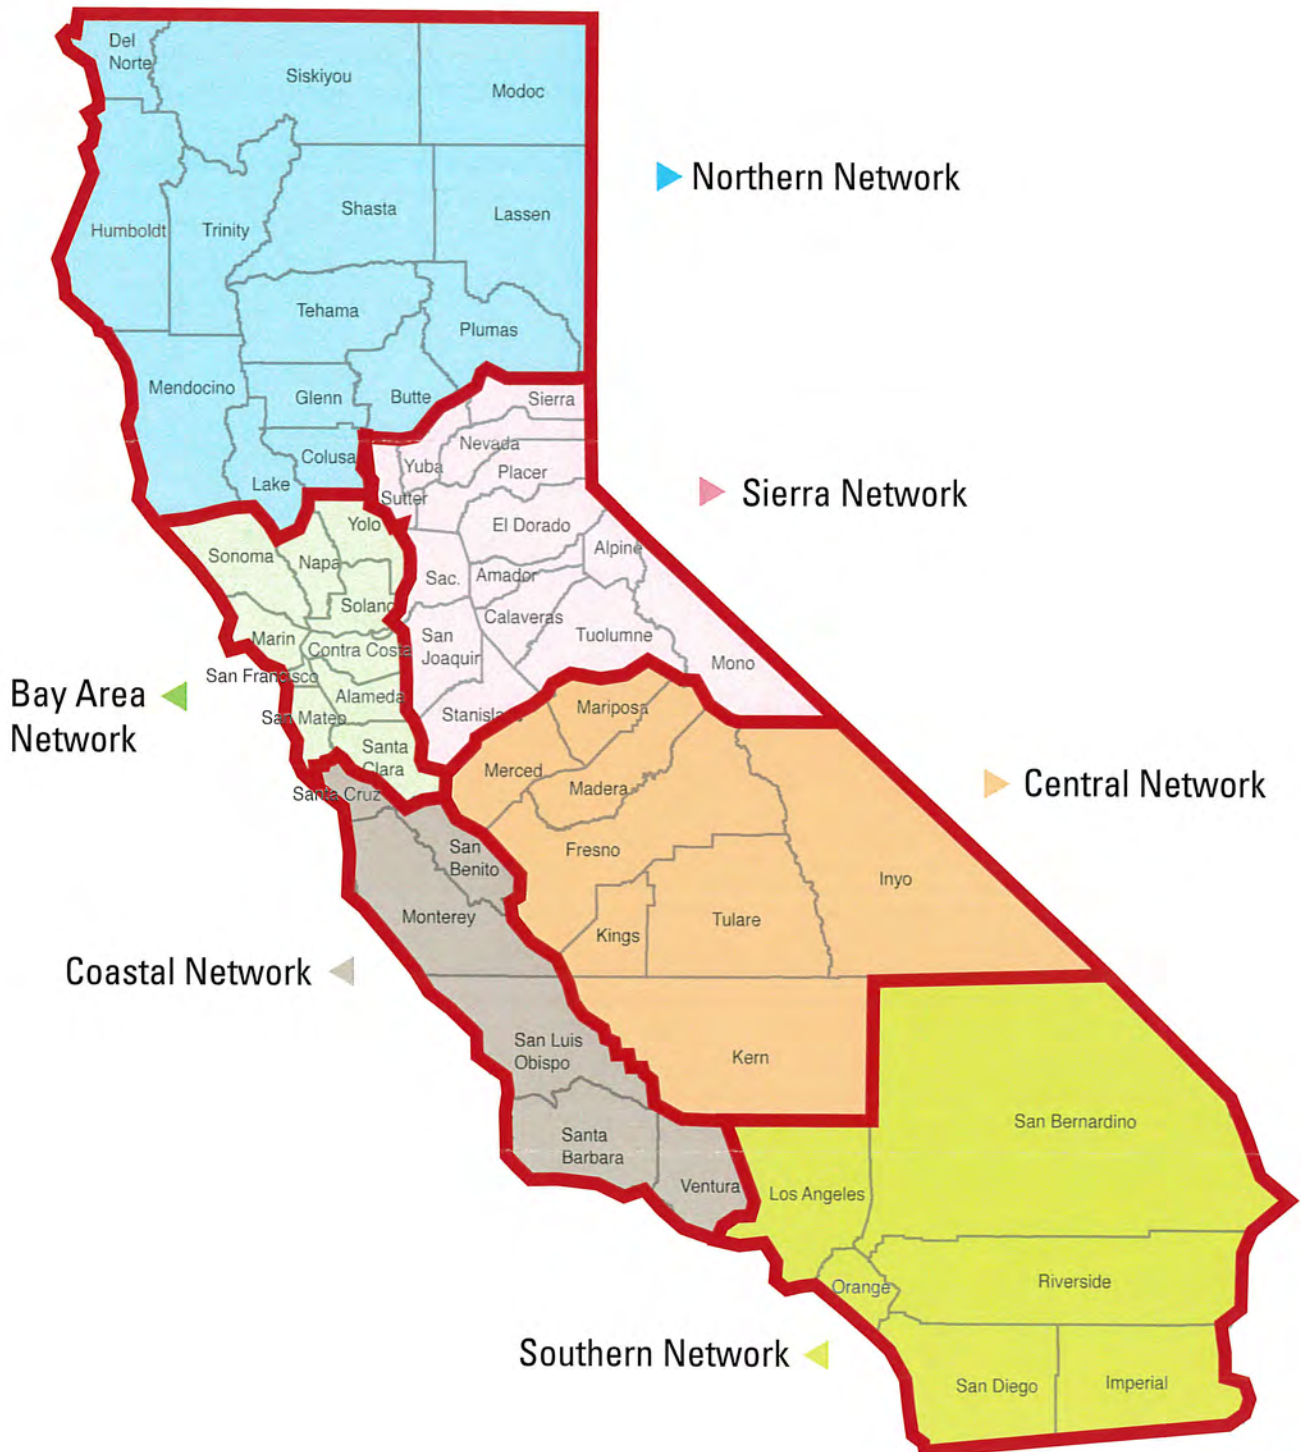 Del
Norte
Siskiyou
Modoc
Northern Network
Humboldt
Trinity
Shasta
Lassen
Tehama
Plumas
Mendocino
Glenn
Butte
Sierra
Colusa
Lake
Nevada
Yuba
Placer
Sutter
Sierra Network
Yolo
El Dorado
Sonoma
Napa
Alpine
Sac.
Amador
Solano
Calaveras
Marin
Contra Costa
San
Joaquin
Tuolumne
Mono
San Francisco
Alameda
Bay Area
Network
San Mateo
Stanislaus
Mariposa
Santa
Clara
Merced
Madera
Central Network
Santa Cruz
San
Benito
Fresno
Inyo
Monterey
Kings
Tulare
Coastal Network
San Luis
Obispo
Kern
San Bernardino
Santa
Barbara
Ventura
Los Angeles
Orange
Riverside
Southern Network
San Diego
Imperial